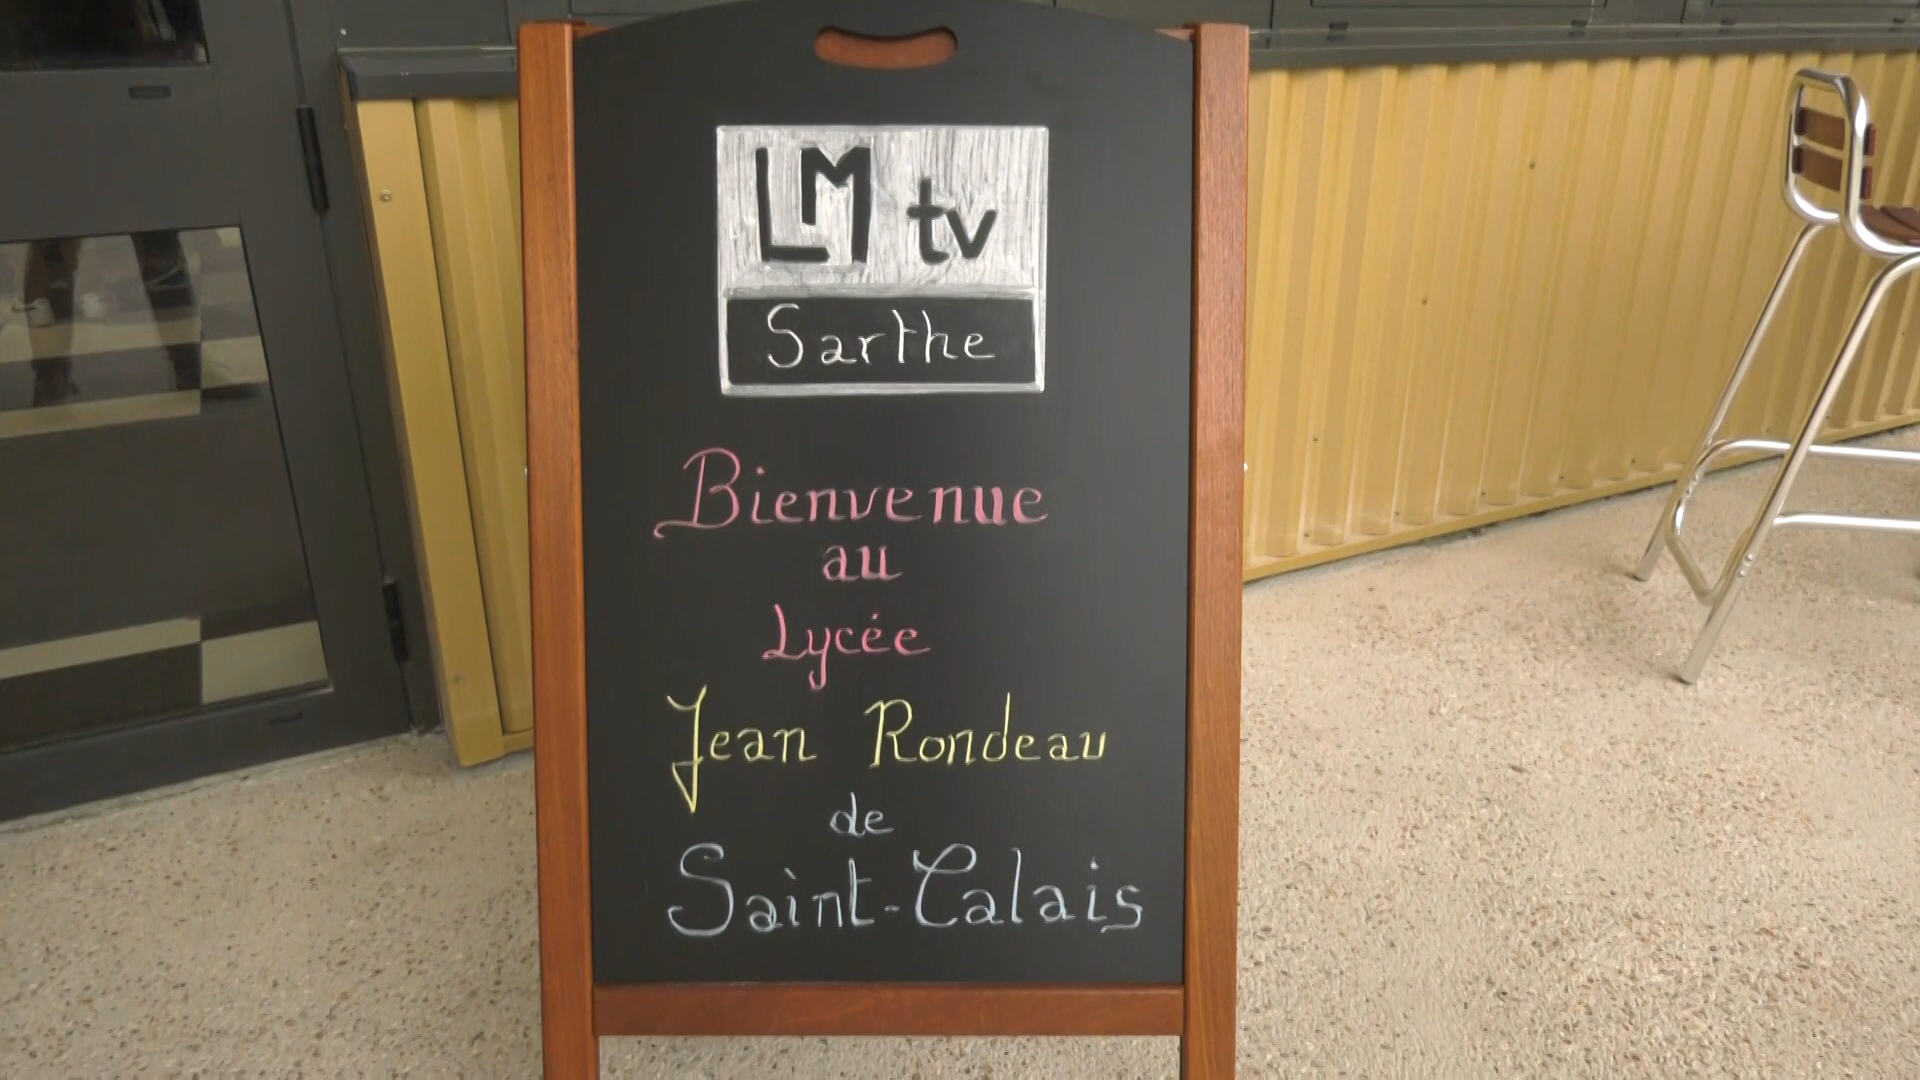 LM tv
Sarthe
Bienvenue
au
Lycée
Jean Rondeau
de
Saint-Calais